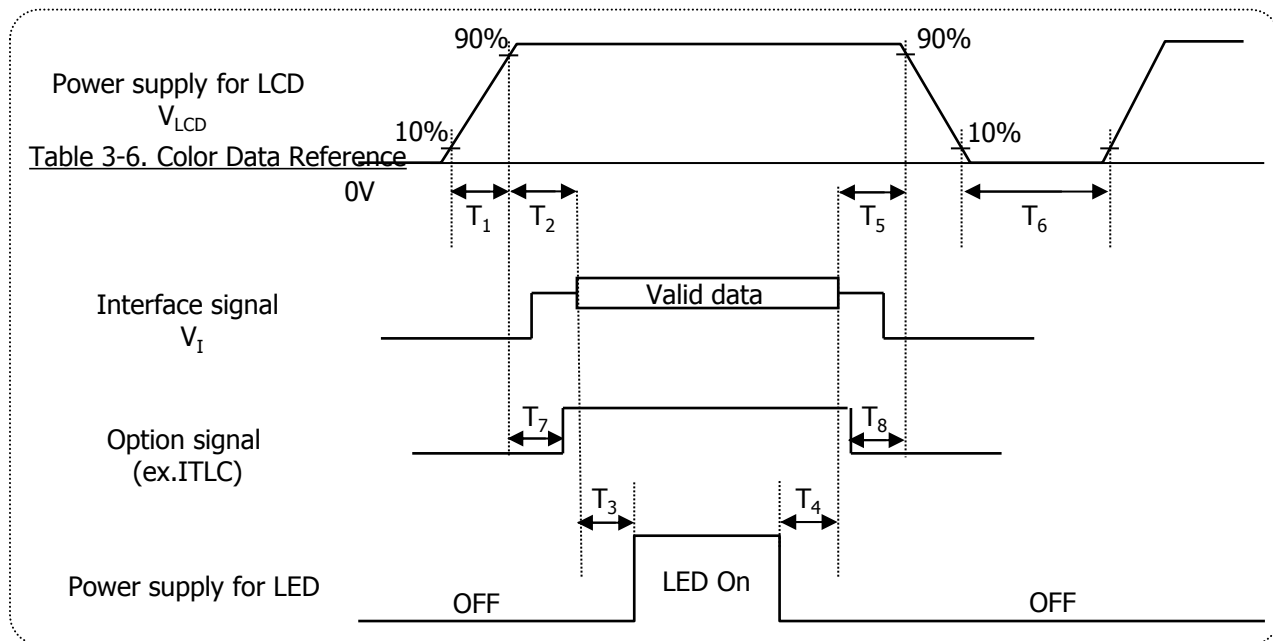 90%
90%
Power supply for LCD
V_LCD
10%
10%
Table 3-6. Color Data Reference
0V
T1
T2
T5
T6
Interface signal
V_I
Valid data
Option signal
(ex.ITLC)
T7
T8
T3
T4
Power supply for LED
OFF
LED On
OFF